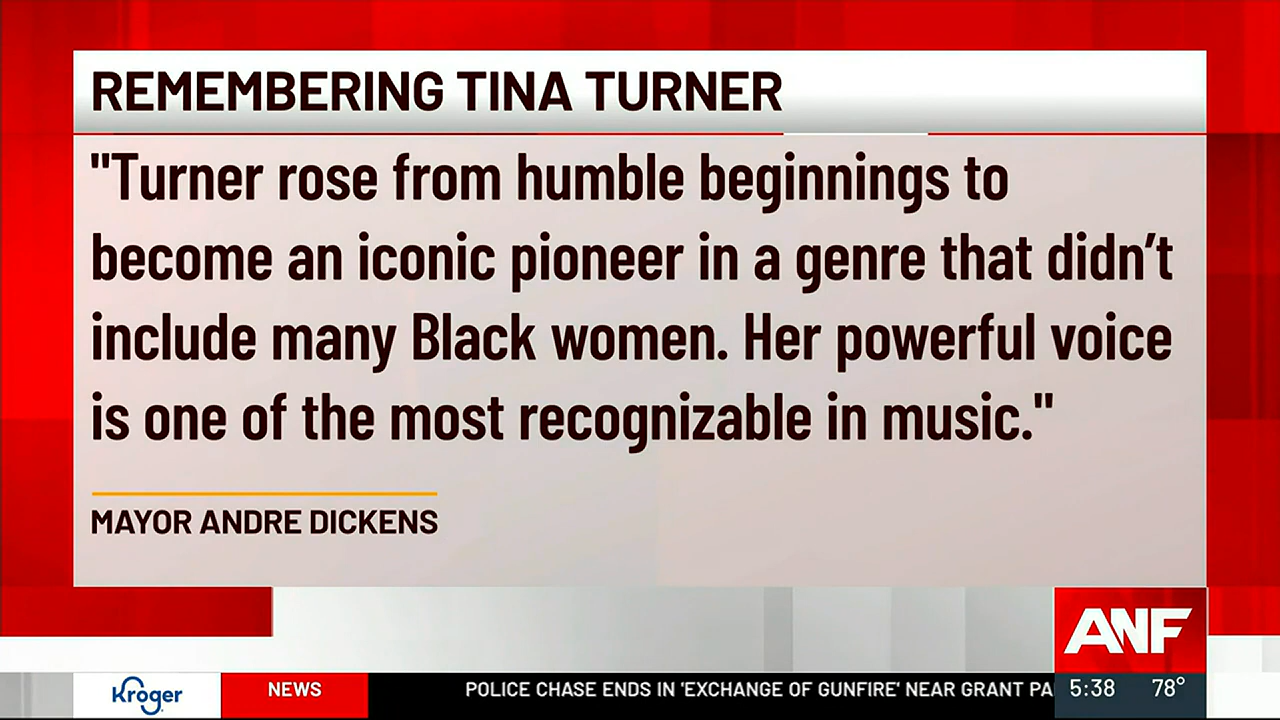 REMEMBERING TINA TURNER
"Turner rose from humble beginnings to
become an iconic pioneer in a genre that didn’t
include many Black women. Her powerful voice
is one of the most recognizable in music."
MAYOR ANDRE DICKENS
ANF
Kroger
NEWS
POLICE CHASE ENDS IN 'EXCHANGE OF GUNFIRE' NEAR GRANT PA
5:38
78°